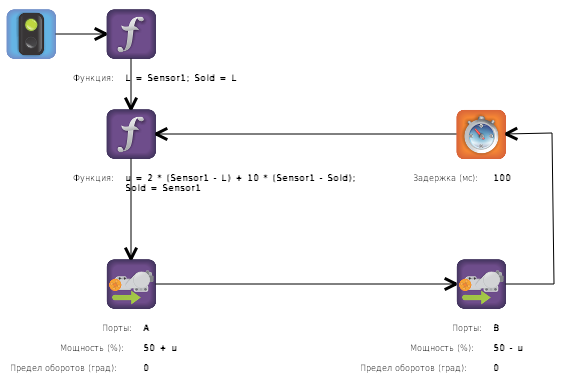 Функция: L = Sensor1; Sold = L
Функция: u = 2 * (Sensor1 - L) + 10 * (Sensor1 - Sold);
Sold = Sensor1
Задержка (мс): 100
Порты: A
Мощность (%): 50 + u
Предел оборотов (град): 0
Порты: B
Мощность (%): 50 - u
Предел оборотов (град): 0